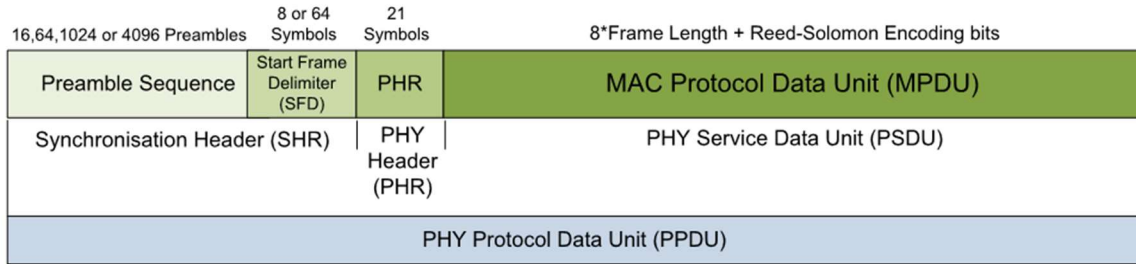 8 or 64
Symbols
21
Symbols
16,64,1024 or 4096 Preambles
8*Frame Length + Reed-Solomon Encoding bits
Preamble Sequence
Start Frame
Delimiter
(SFD)
PHR
MAC Protocol Data Unit (MPDU)
Synchronisation Header (SHR)
PHY
Header
(PHR)
PHY Service Data Unit (PSDU)
PHY Protocol Data Unit (PPDU)